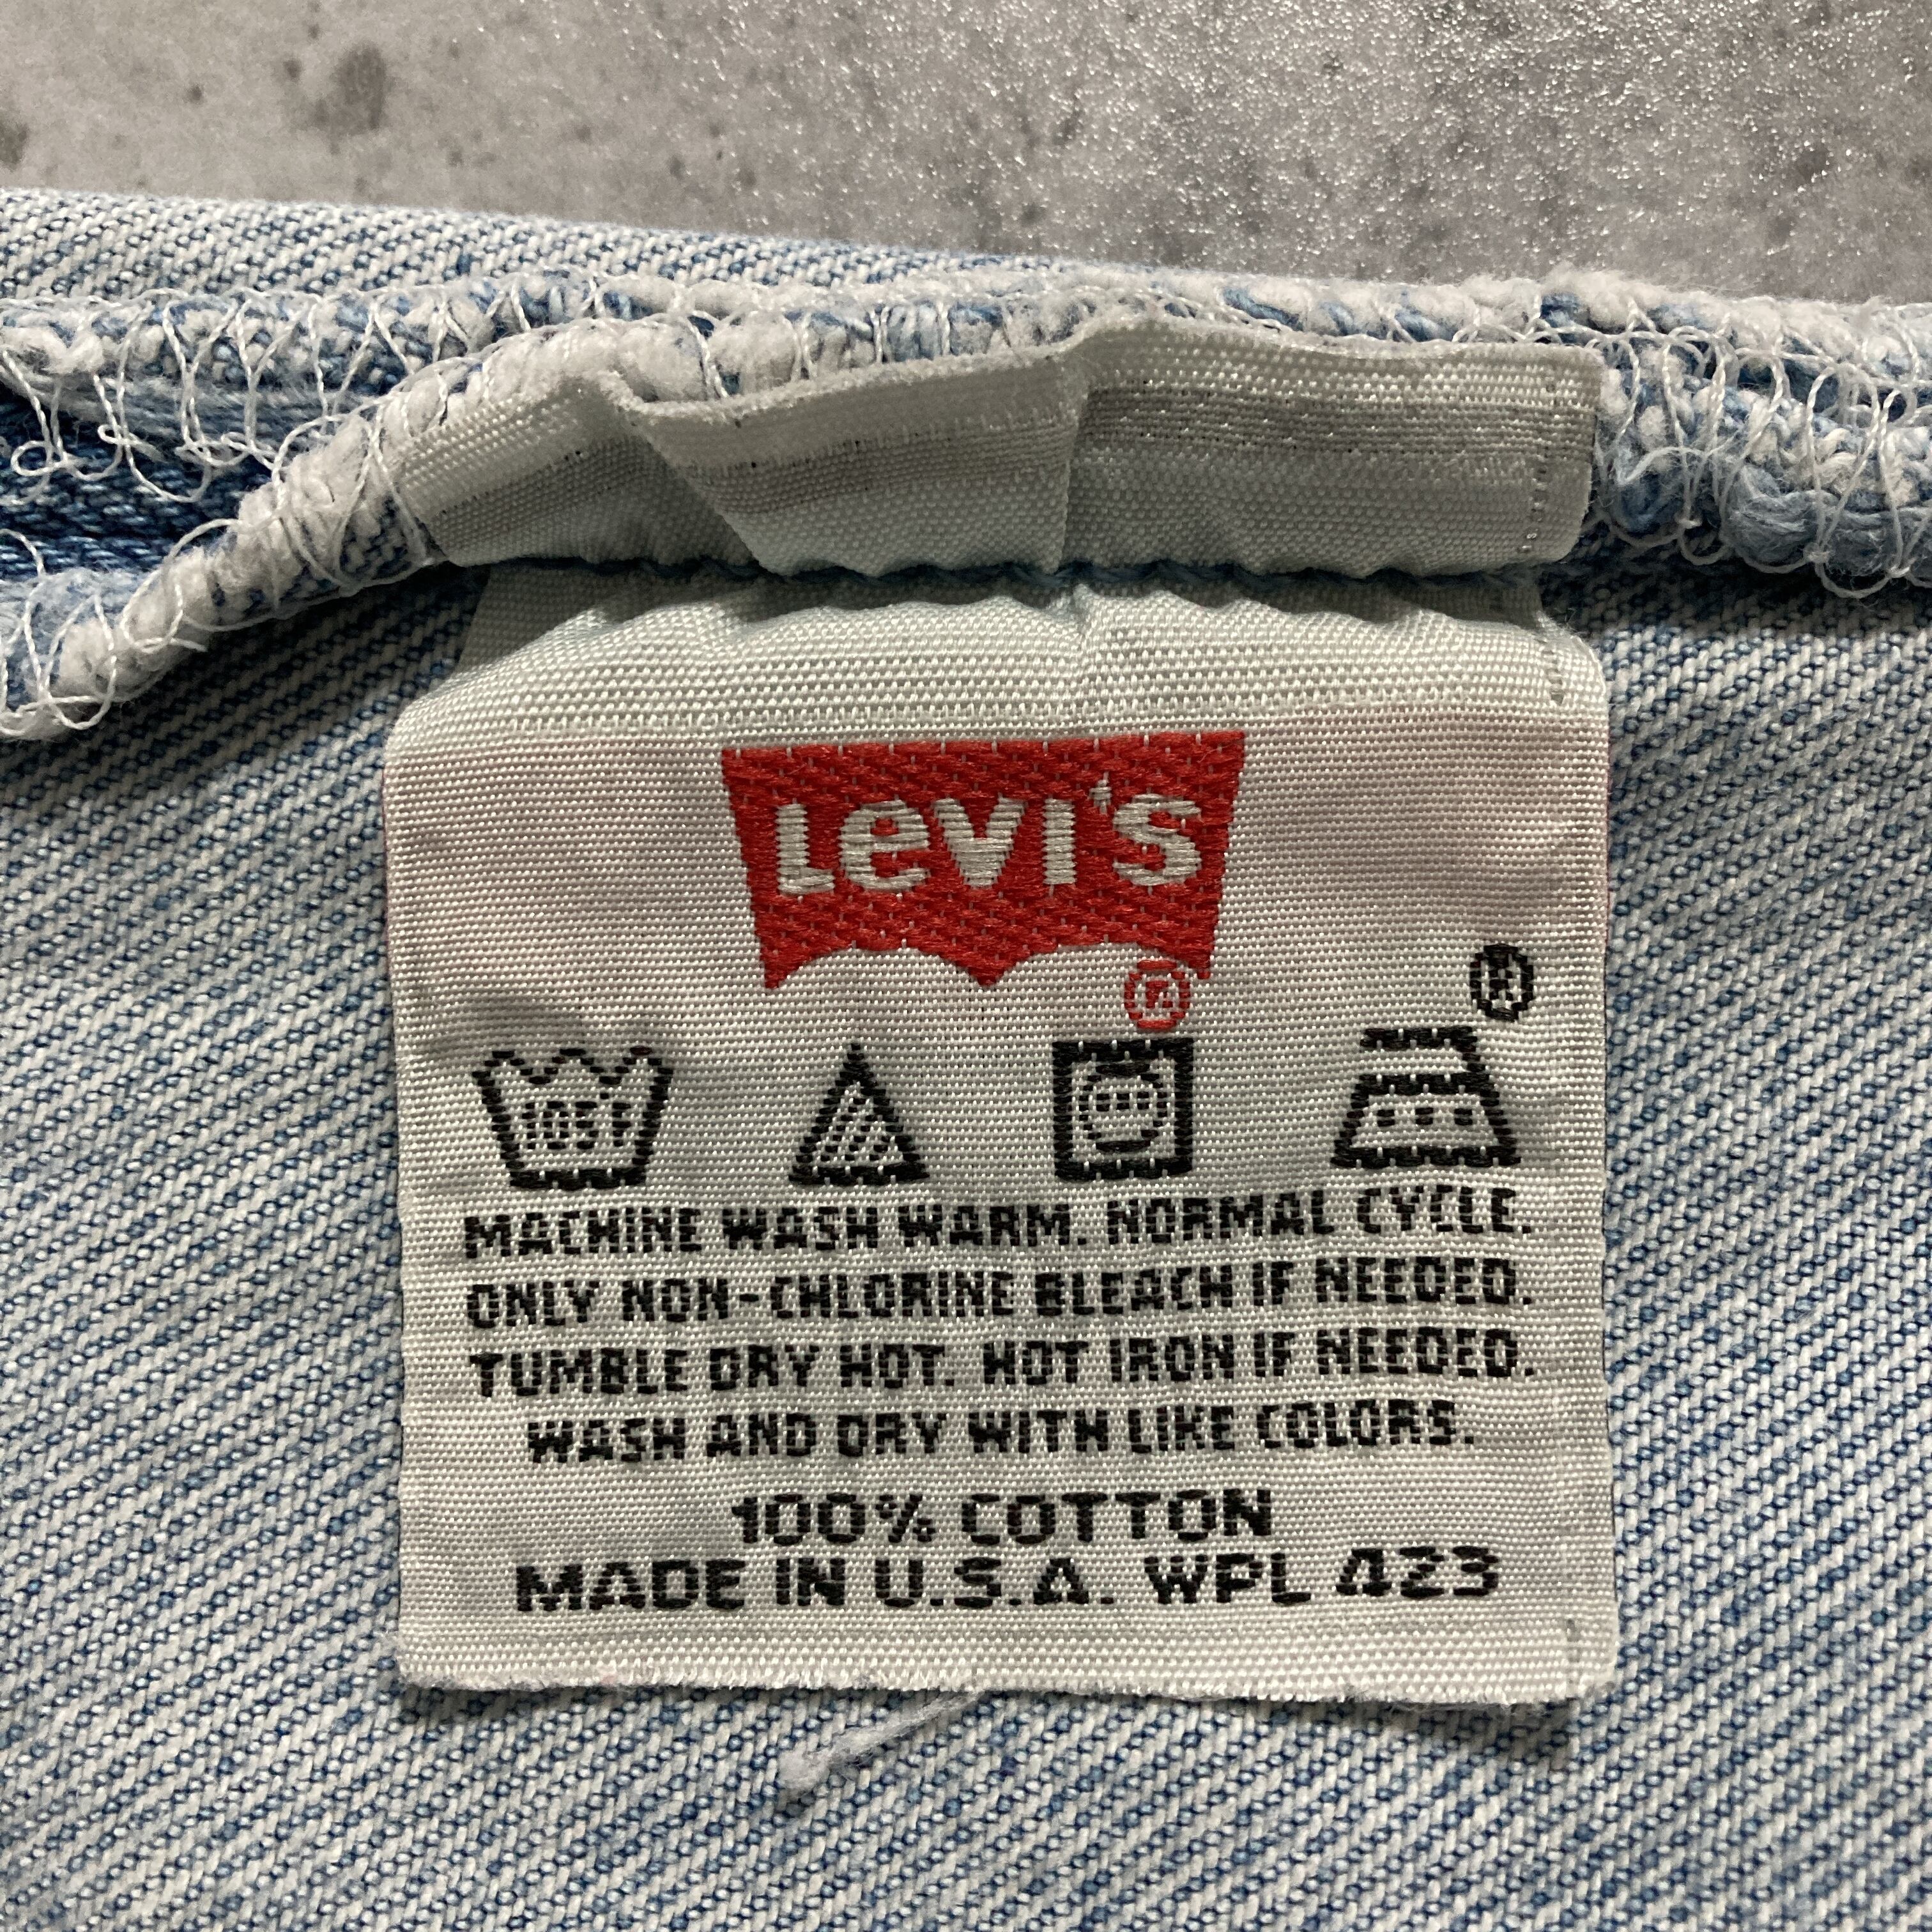 Levi's
®
®
105F
MACHINE WASH WARM. NORMAL CYCLE.
ONLY NON-CHLORINE BLEACH IF NEEDED.
TUMBLE DRY HOT. HOT IRON IF NEEDED.
WASH AND DRY WITH LIKE COLORS.
100% COTTON
MADE IN U.S.A. WPL 423